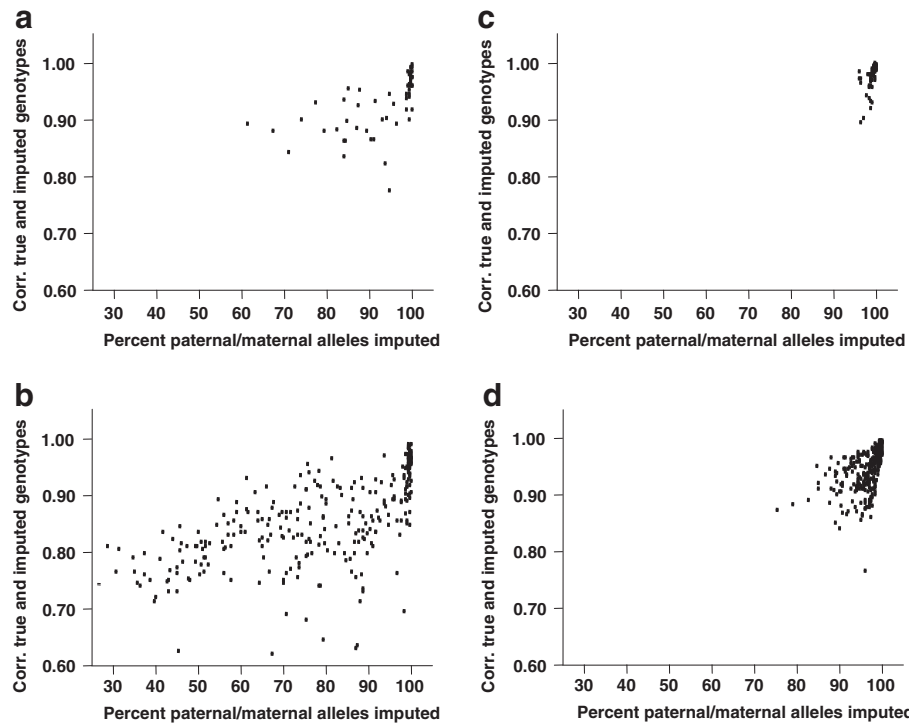 a
Corr. true and imputed genotypes
1.00
0.90
0.80
0.70
0.60
30 40 50 60 70 80 90 100
Percent paternal/maternal alleles imputed
c
Corr. true and imputed genotypes
1.00
0.90
0.80
0.70
0.60
30 40 50 60 70 80 90 100
Percent paternal/maternal alleles imputed
b
Corr. true and imputed genotypes
1.00
0.90
0.80
0.70
0.60
30 40 50 60 70 80 90 100
Percent paternal/maternal alleles imputed
d
Corr. true and imputed genotypes
1.00
0.90
0.80
0.70
0.60
30 40 50 60 70 80 90 100
Percent paternal/maternal alleles imputed